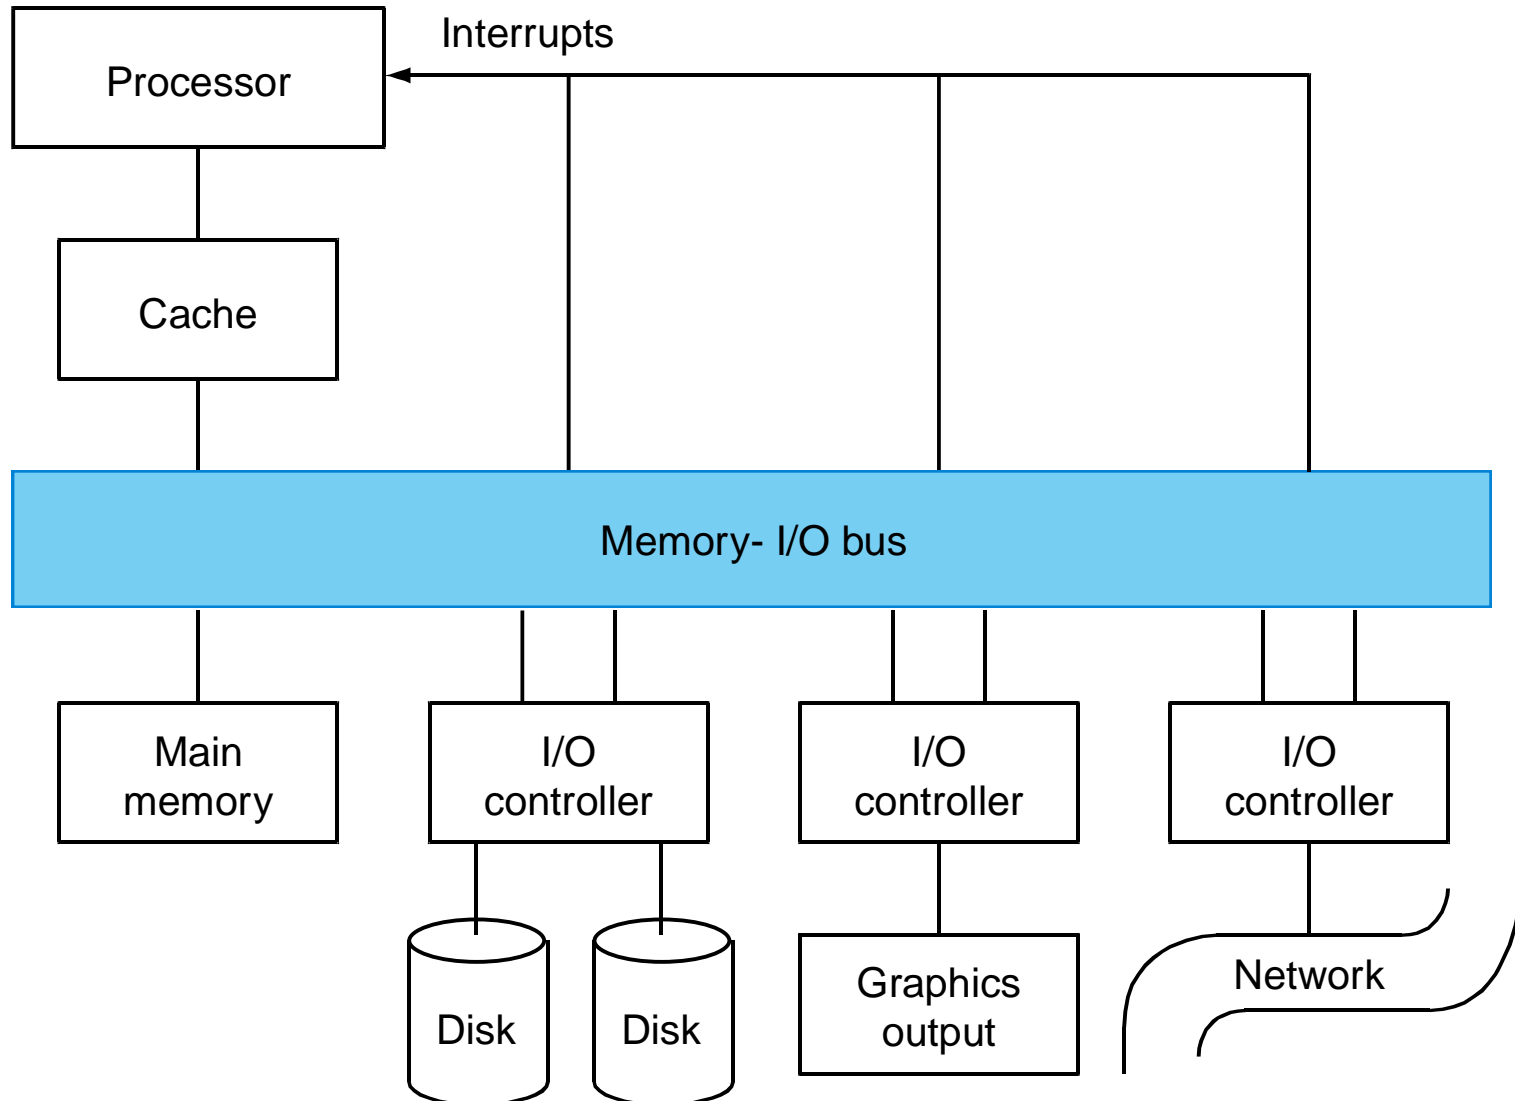 Interrupts
Processor
Cache
Memory- I/O bus
Main
memory
I/O
controller
I/O
controller
I/O
controller
Disk
Disk
Graphics
output
Network